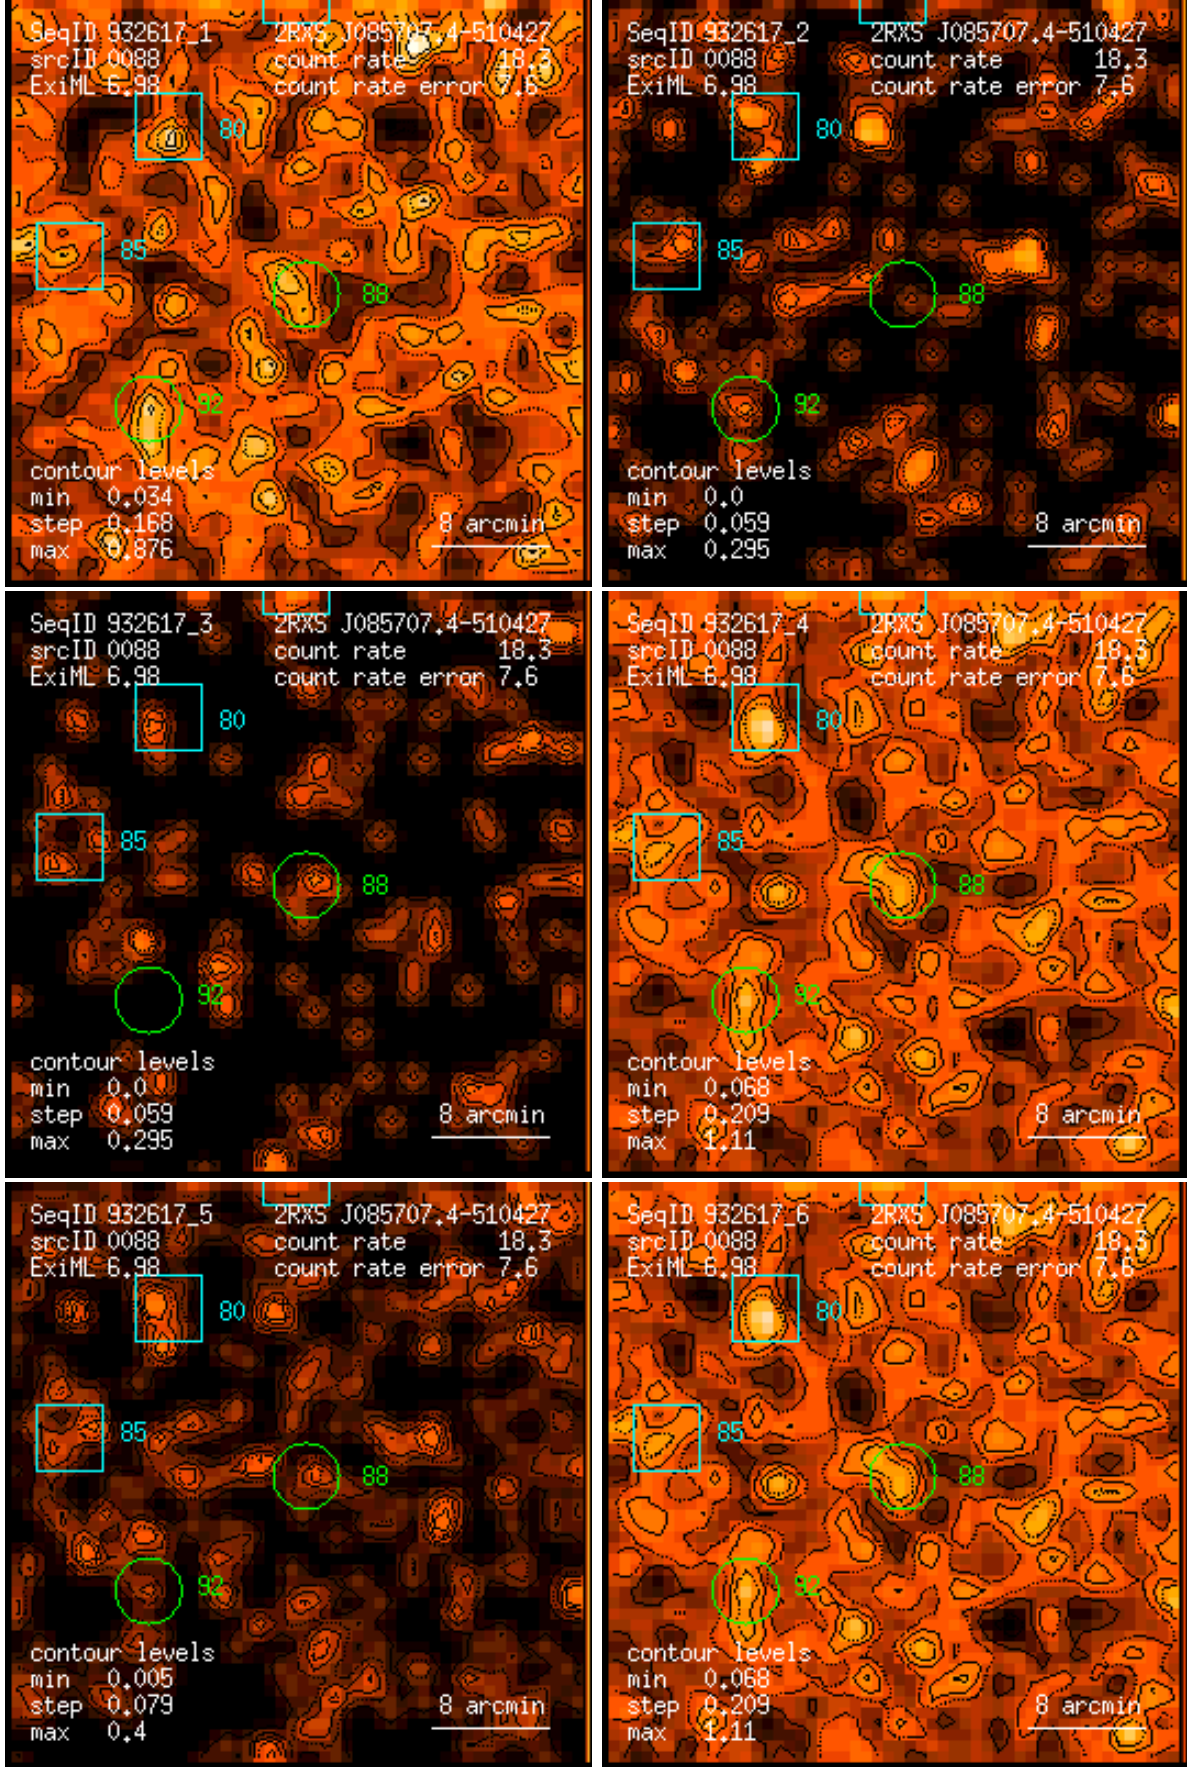 SeqID 932617_1 2RXS J085707.4-510427
srcID 0088 count rate 18.3
ExiML 6.98 count rate error 7.6
80
85
88
92
contour levels
min 0.034
step 0.168
max 0.876
8 arcmin
SeqID 932617_2 2RXS J085707.4-510427
srcID 0088 count rate 18.3
ExiML 6.98 count rate error 7.6
80
85
88
92
contour levels
min 0.0
step 0.059
max 0.295
8 arcmin
SeqID 932617_3 2RXS J085707.4-510427
srcID 0088 count rate 18.3
ExiML 6.98 count rate error 7.6
80
85
88
92
contour levels
min 0.0
step 0.059
max 0.295
8 arcmin
SeqID 932617_4 2RXS J085707.4-510427
srcID 0088 count rate 18.3
ExiML 6.98 count rate error 7.6
80
85
88
92
contour levels
min 0.068
step 0.209
max 1.11
8 arcmin
SeqID 932617_5 2RXS J085707.4-510427
srcID 0088 count rate 18.3
ExiML 6.98 count rate error 7.6
80
85
88
92
contour levels
min 0.005
step 0.079
max 0.4
8 arcmin
SeqID 932617_6 2RXS J085707.4-510427
srcID 0088 count rate 18.3
ExiML 6.98 count rate error 7.6
80
85
88
92
contour levels
min 0.068
step 0.209
max 1.11
8 arcmin